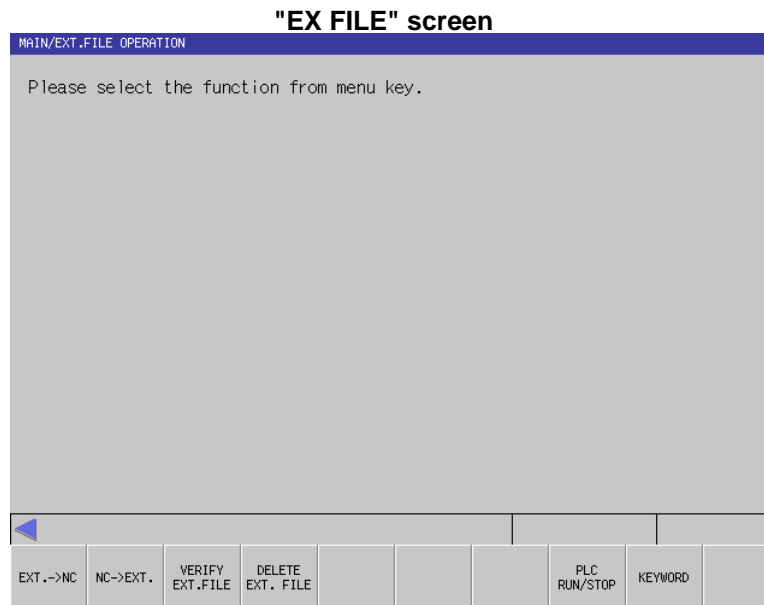 "EX FILE" screen
MAIN/EXT.FILE OPERATION
Please select the function from menu key.
EXT.->NC
NC->EXT.
VERIFY
EXT.FILE
DELETE
EXT. FILE
PLC
RUN/STOP
KEYWORD